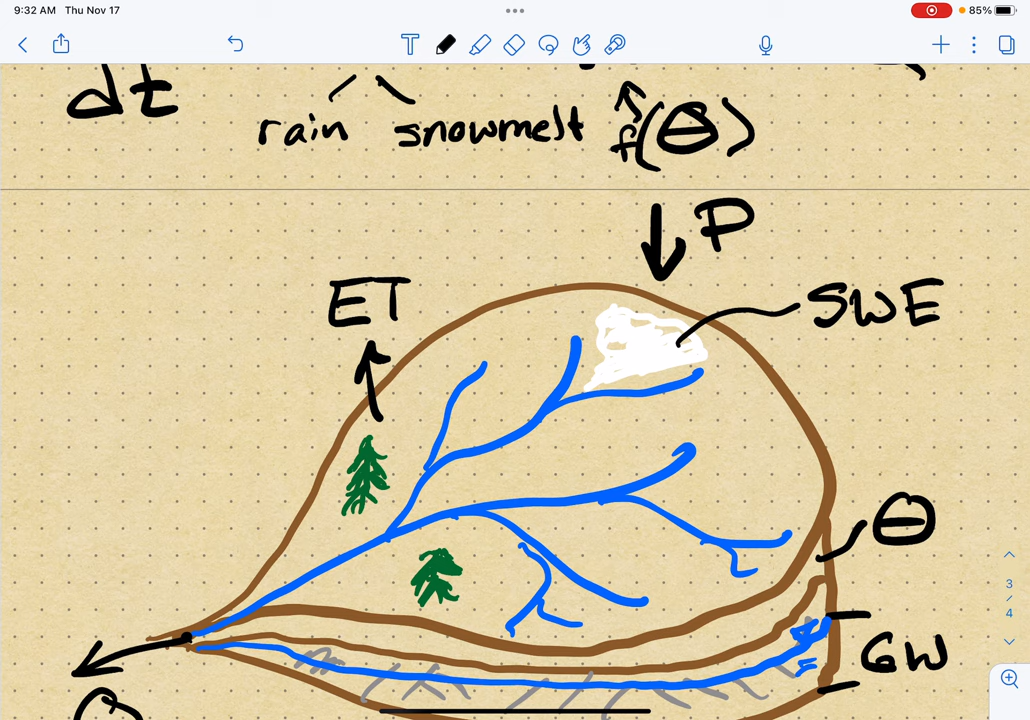 9:32 AM Thu Nov 17
85%
T
dt
rain snowmelt f(θ)
P
ET
SWE
θ
3
/
4
GW